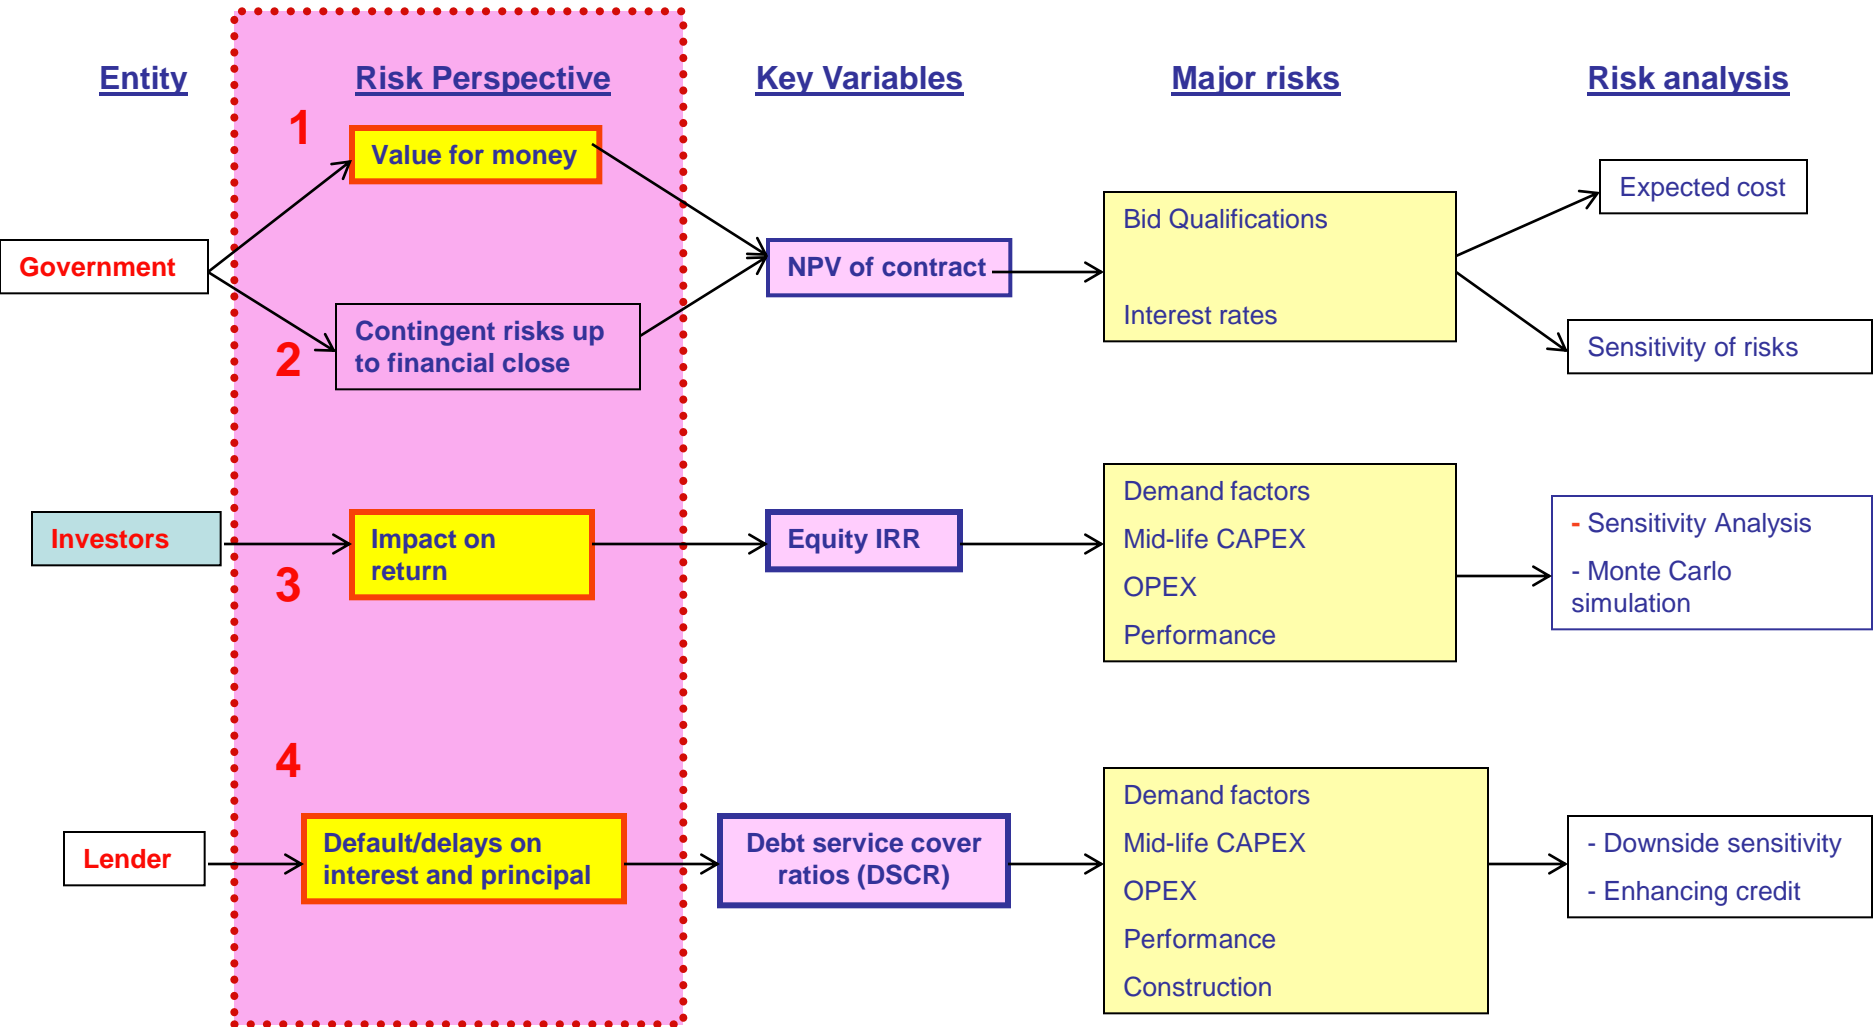 Entity
Risk Perspective
Key Variables
Major risks
Risk analysis
1
Value for money
Government
2
Contingent risks up
to financial close
NPV of contract
Bid Qualifications
Interest rates
Expected cost
Sensitivity of risks
Investors
3
Impact on
return
Equity IRR
Demand factors
Mid-life CAPEX
OPEX
Performance
- Sensitivity Analysis
- Monte Carlo
simulation
4
Lender
Default/delays on
interest and principal
Debt service cover
ratios (DSCR)
Demand factors
Mid-life CAPEX
OPEX
Performance
Construction
- Downside sensitivity
- Enhancing credit